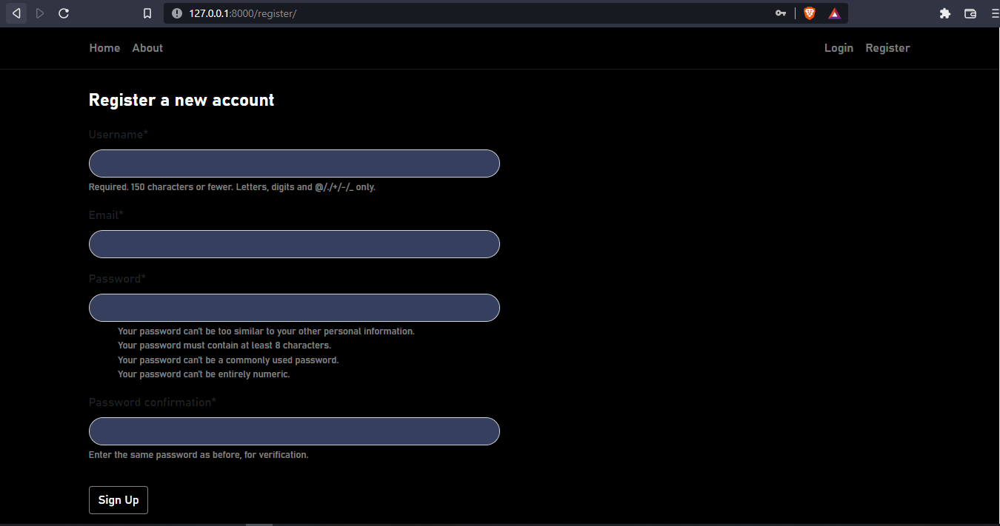 127.0.0.1:8000/register/
Home About Login Register
Register a new account
Username*
Required. 150 characters or fewer. Letters, digits and @/./+/-/_ only.
Email*
Password*
Your password can't be too similar to your other personal information.
Your password must contain at least 8 characters.
Your password can't be a commonly used password.
Your password can't be entirely numeric.
Password confirmation*
Enter the same password as before, for verification.
Sign Up